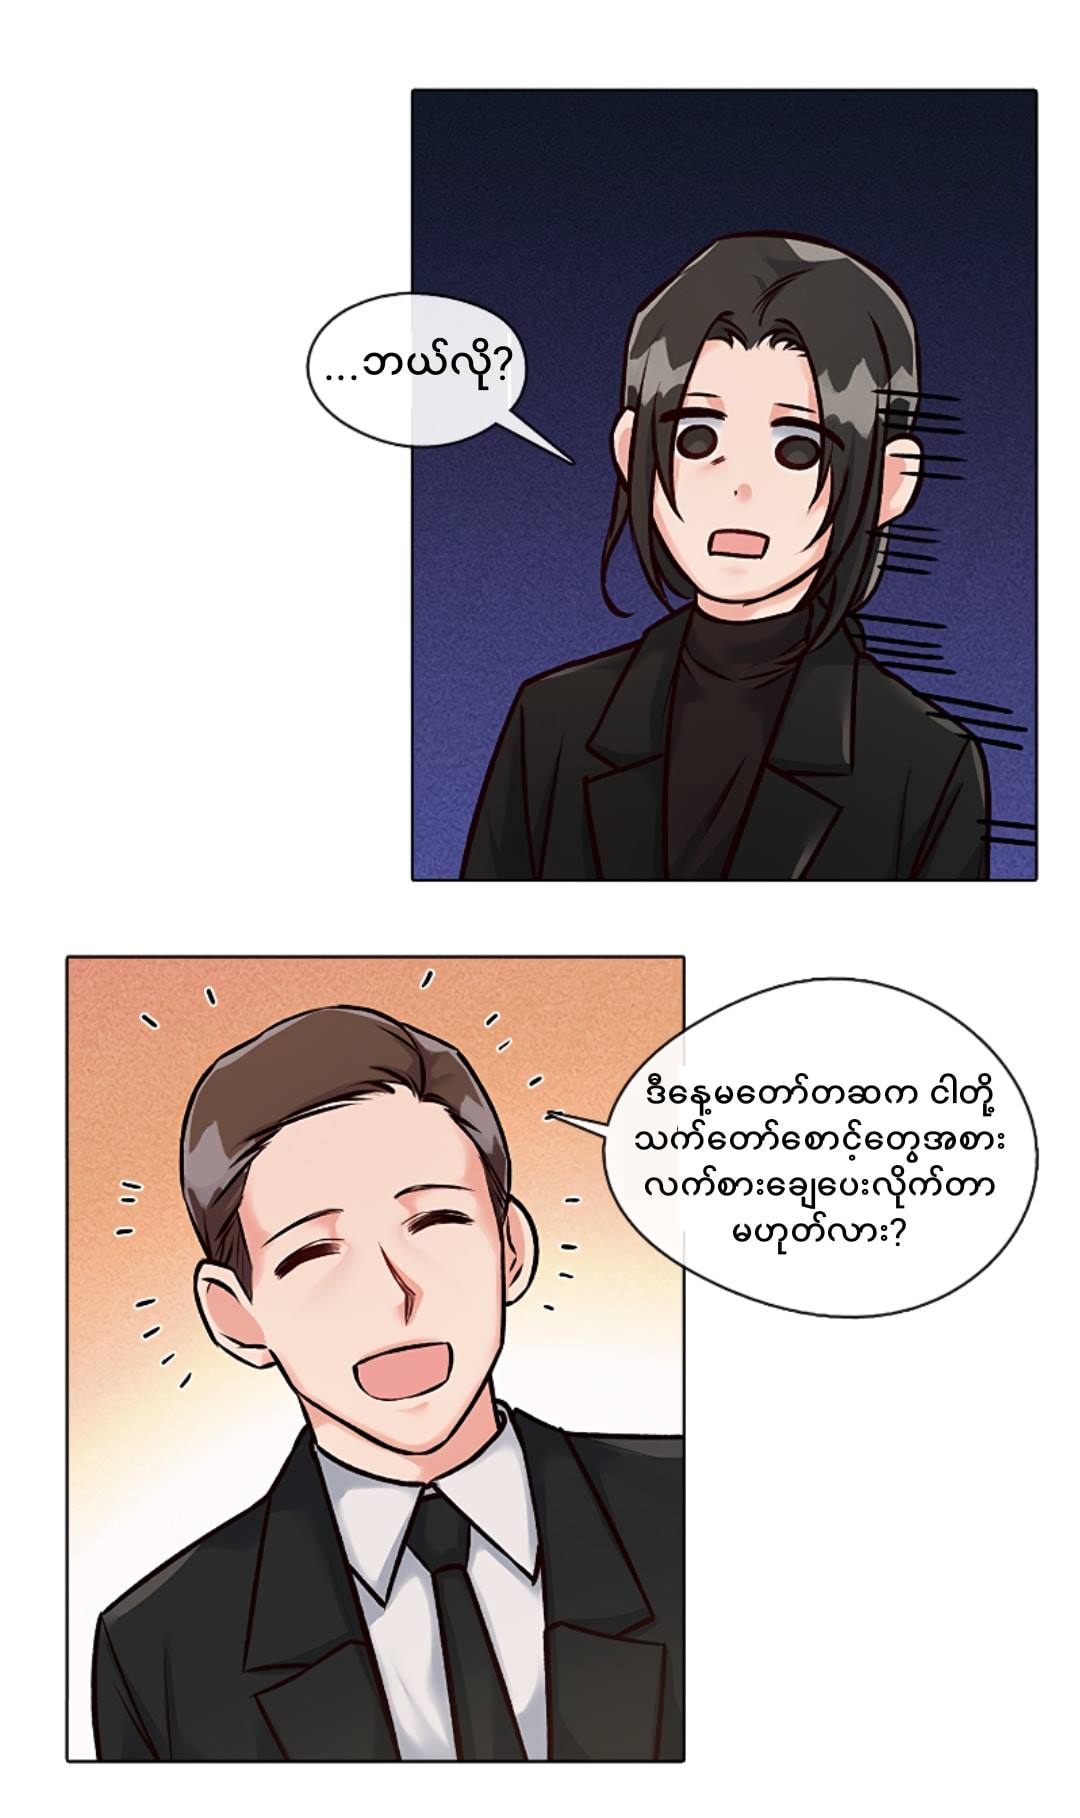 ...ဘယ်လို?
ဒီနေ့မတော်တဆက ငါတို့
သက်တော်စောင့်တွေအစား
လက်စားချေပေးလိုက်တာ
မဟုတ်လား?